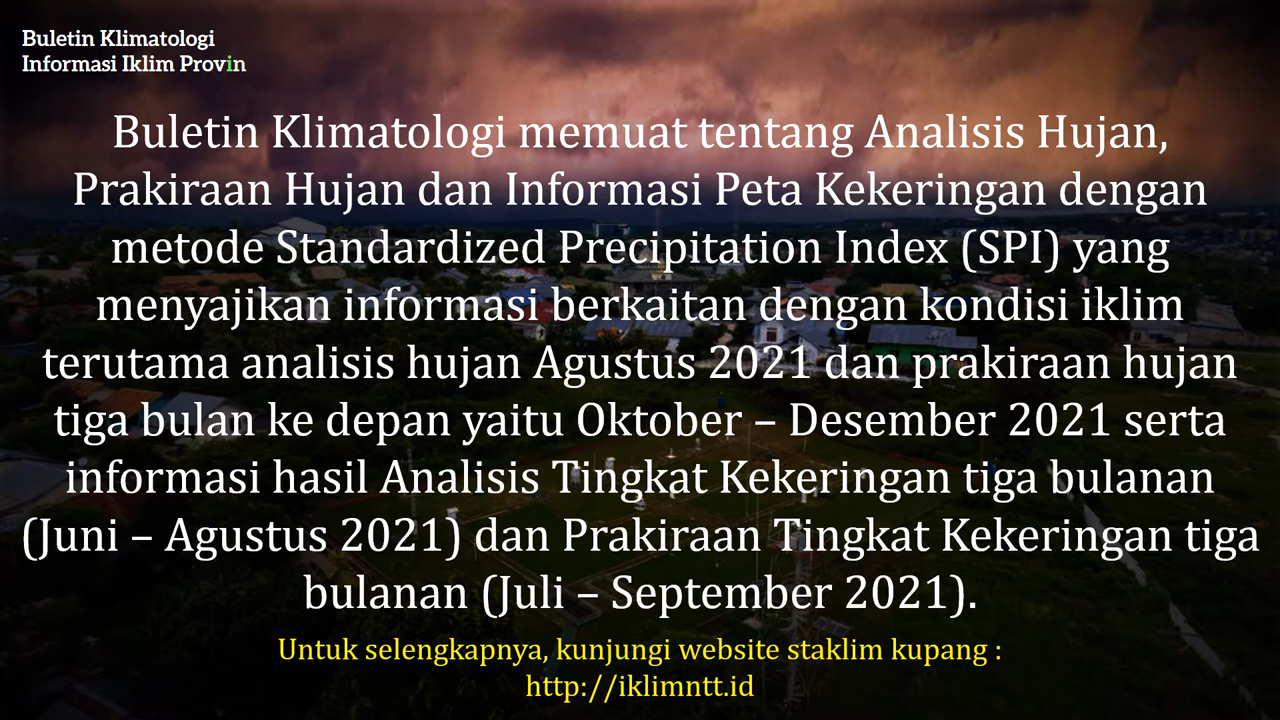 Buletin Klimatologi
Informasi Iklim Provin
Buletin Klimatologi memuat tentang Analisis Hujan,
Prakiraan Hujan dan Informasi Peta Kekeringan dengan
metode Standardized Precipitation Index (SPI) yang
menyajikan informasi berkaitan dengan kondisi iklim
terutama analisis hujan Agustus 2021 dan prakiraan hujan
tiga bulan ke depan yaitu Oktober – Desember 2021 serta
informasi hasil Analisis Tingkat Kekeringan tiga bulanan
(Juni – Agustus 2021) dan Prakiraan Tingkat Kekeringan tiga
bulanan (Juli – September 2021).
Untuk selengkapnya, kunjungi website staklim kupang :
http://iklimntt.id